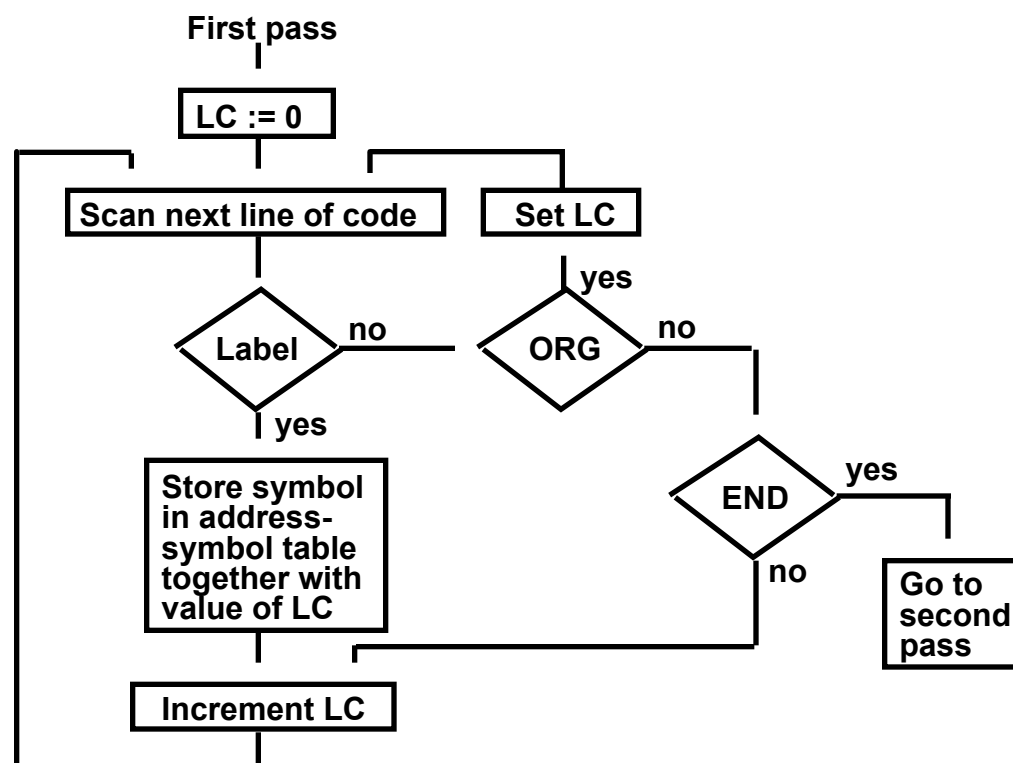 First pass
LC := 0
Scan next line of code
Set LC
yes
Label
no
ORG
no
yes
END
yes
Store symbol
in address-
symbol table
together with
value of LC
no
Go to
second
pass
Increment LC